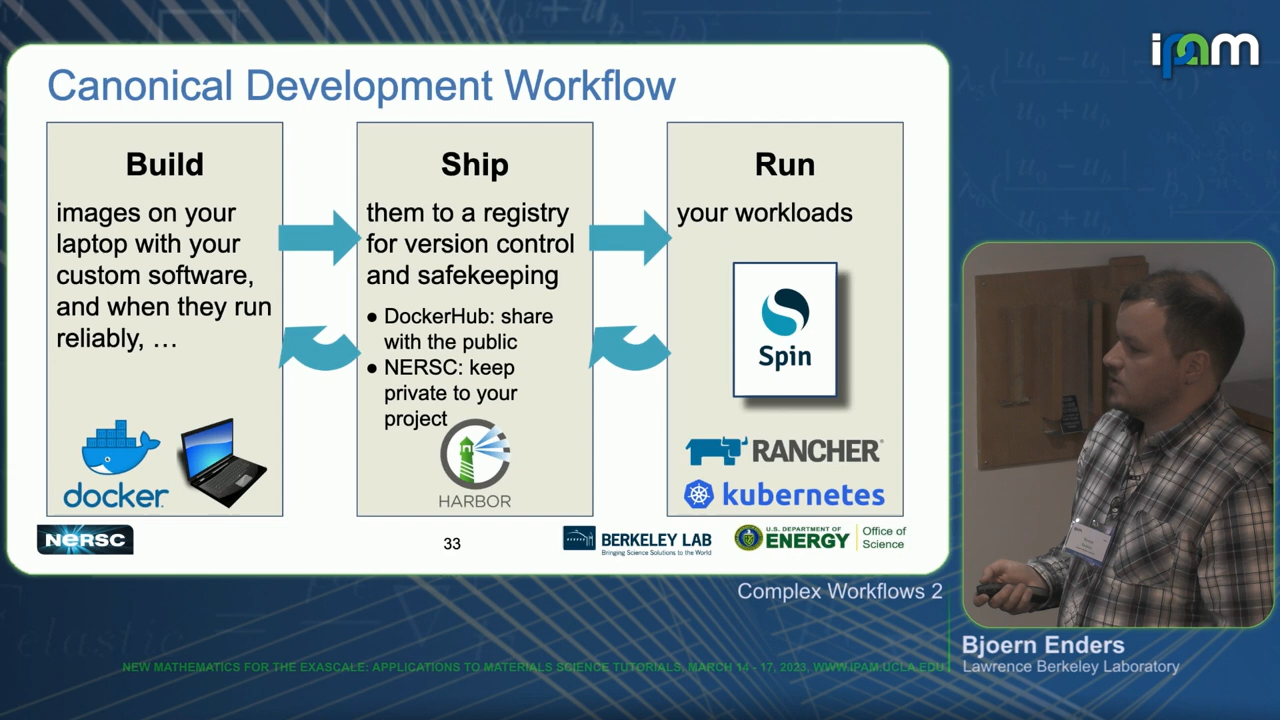 ipam
Canonical Development Workflow
Build
images on your
laptop with your
custom software,
and when they run
reliably, …
docker
Ship
them to a registry
for version control
and safekeeping
● DockerHub: share
with the public
● NERSC: keep
private to your
project
HARBOR
Run
your workloads
Spin
RANCHER
kubernetes
NERSC
33
BERKELEY LAB
Bringing Science Solutions to the World
U.S. DEPARTMENT OF
ENERGY
Office of
Science
Complex Workflows 2
Bjoern Enders
Lawrence Berkeley Laboratory
NEW MATHEMATICS FOR THE EXASCALE: APPLICATIONS TO MATERIALS SCIENCE TUTORIALS, MARCH 14 - 17, 2023, WWW.IPAM.UCLA.EDU